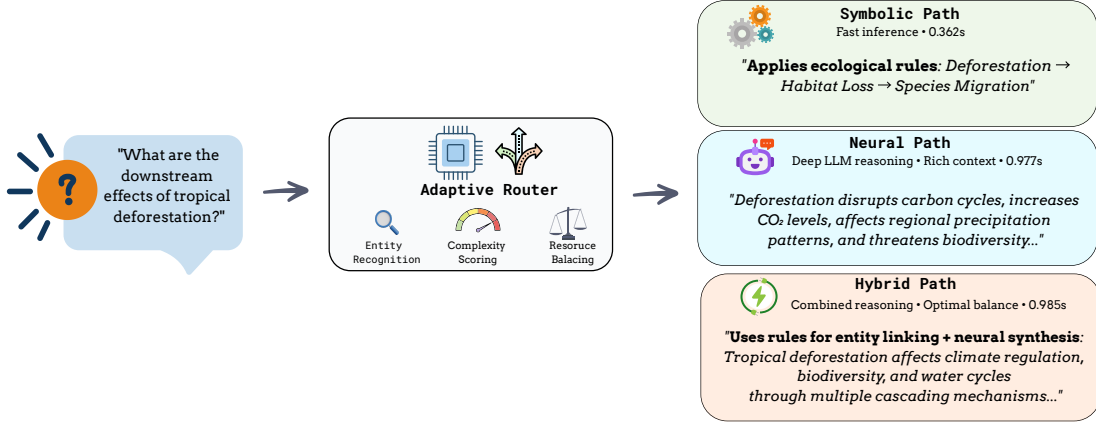 "What are the
downstream
effects of tropical
deforestation?"
Adaptive Router
Entity
Recognition
Complexity
Scoring
Resoruce
Balacing
Symbolic Path
Fast inference • 0.362s
"Applies ecological rules: Deforestation →
Habitat Loss → Species Migration"
Neural Path
Deep LLM reasoning • Rich context • 0.977s
"Deforestation disrupts carbon cycles, increases
CO₂ levels, affects regional precipitation
patterns, and threatens biodiversity..."
Hybrid Path
Combined reasoning • Optimal balance • 0.985s
"Uses rules for entity linking + neural synthesis:
Tropical deforestation affects climate regulation,
biodiversity, and water cycles
through multiple cascading mechanisms..."